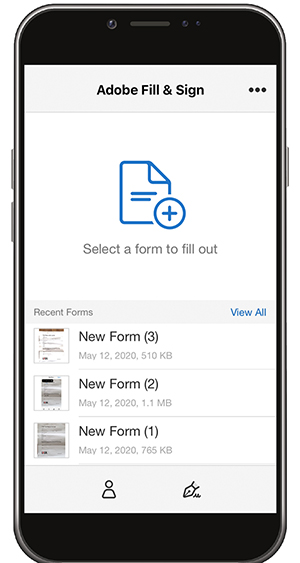 Adobe Fill & Sign
Select a form to fill out
Recent Forms View All
New Form (3)
May 12, 2020, 510 KB
New Form (2)
May 12, 2020, 1.1 MB
New Form (1)
May 12, 2020, 765 KB